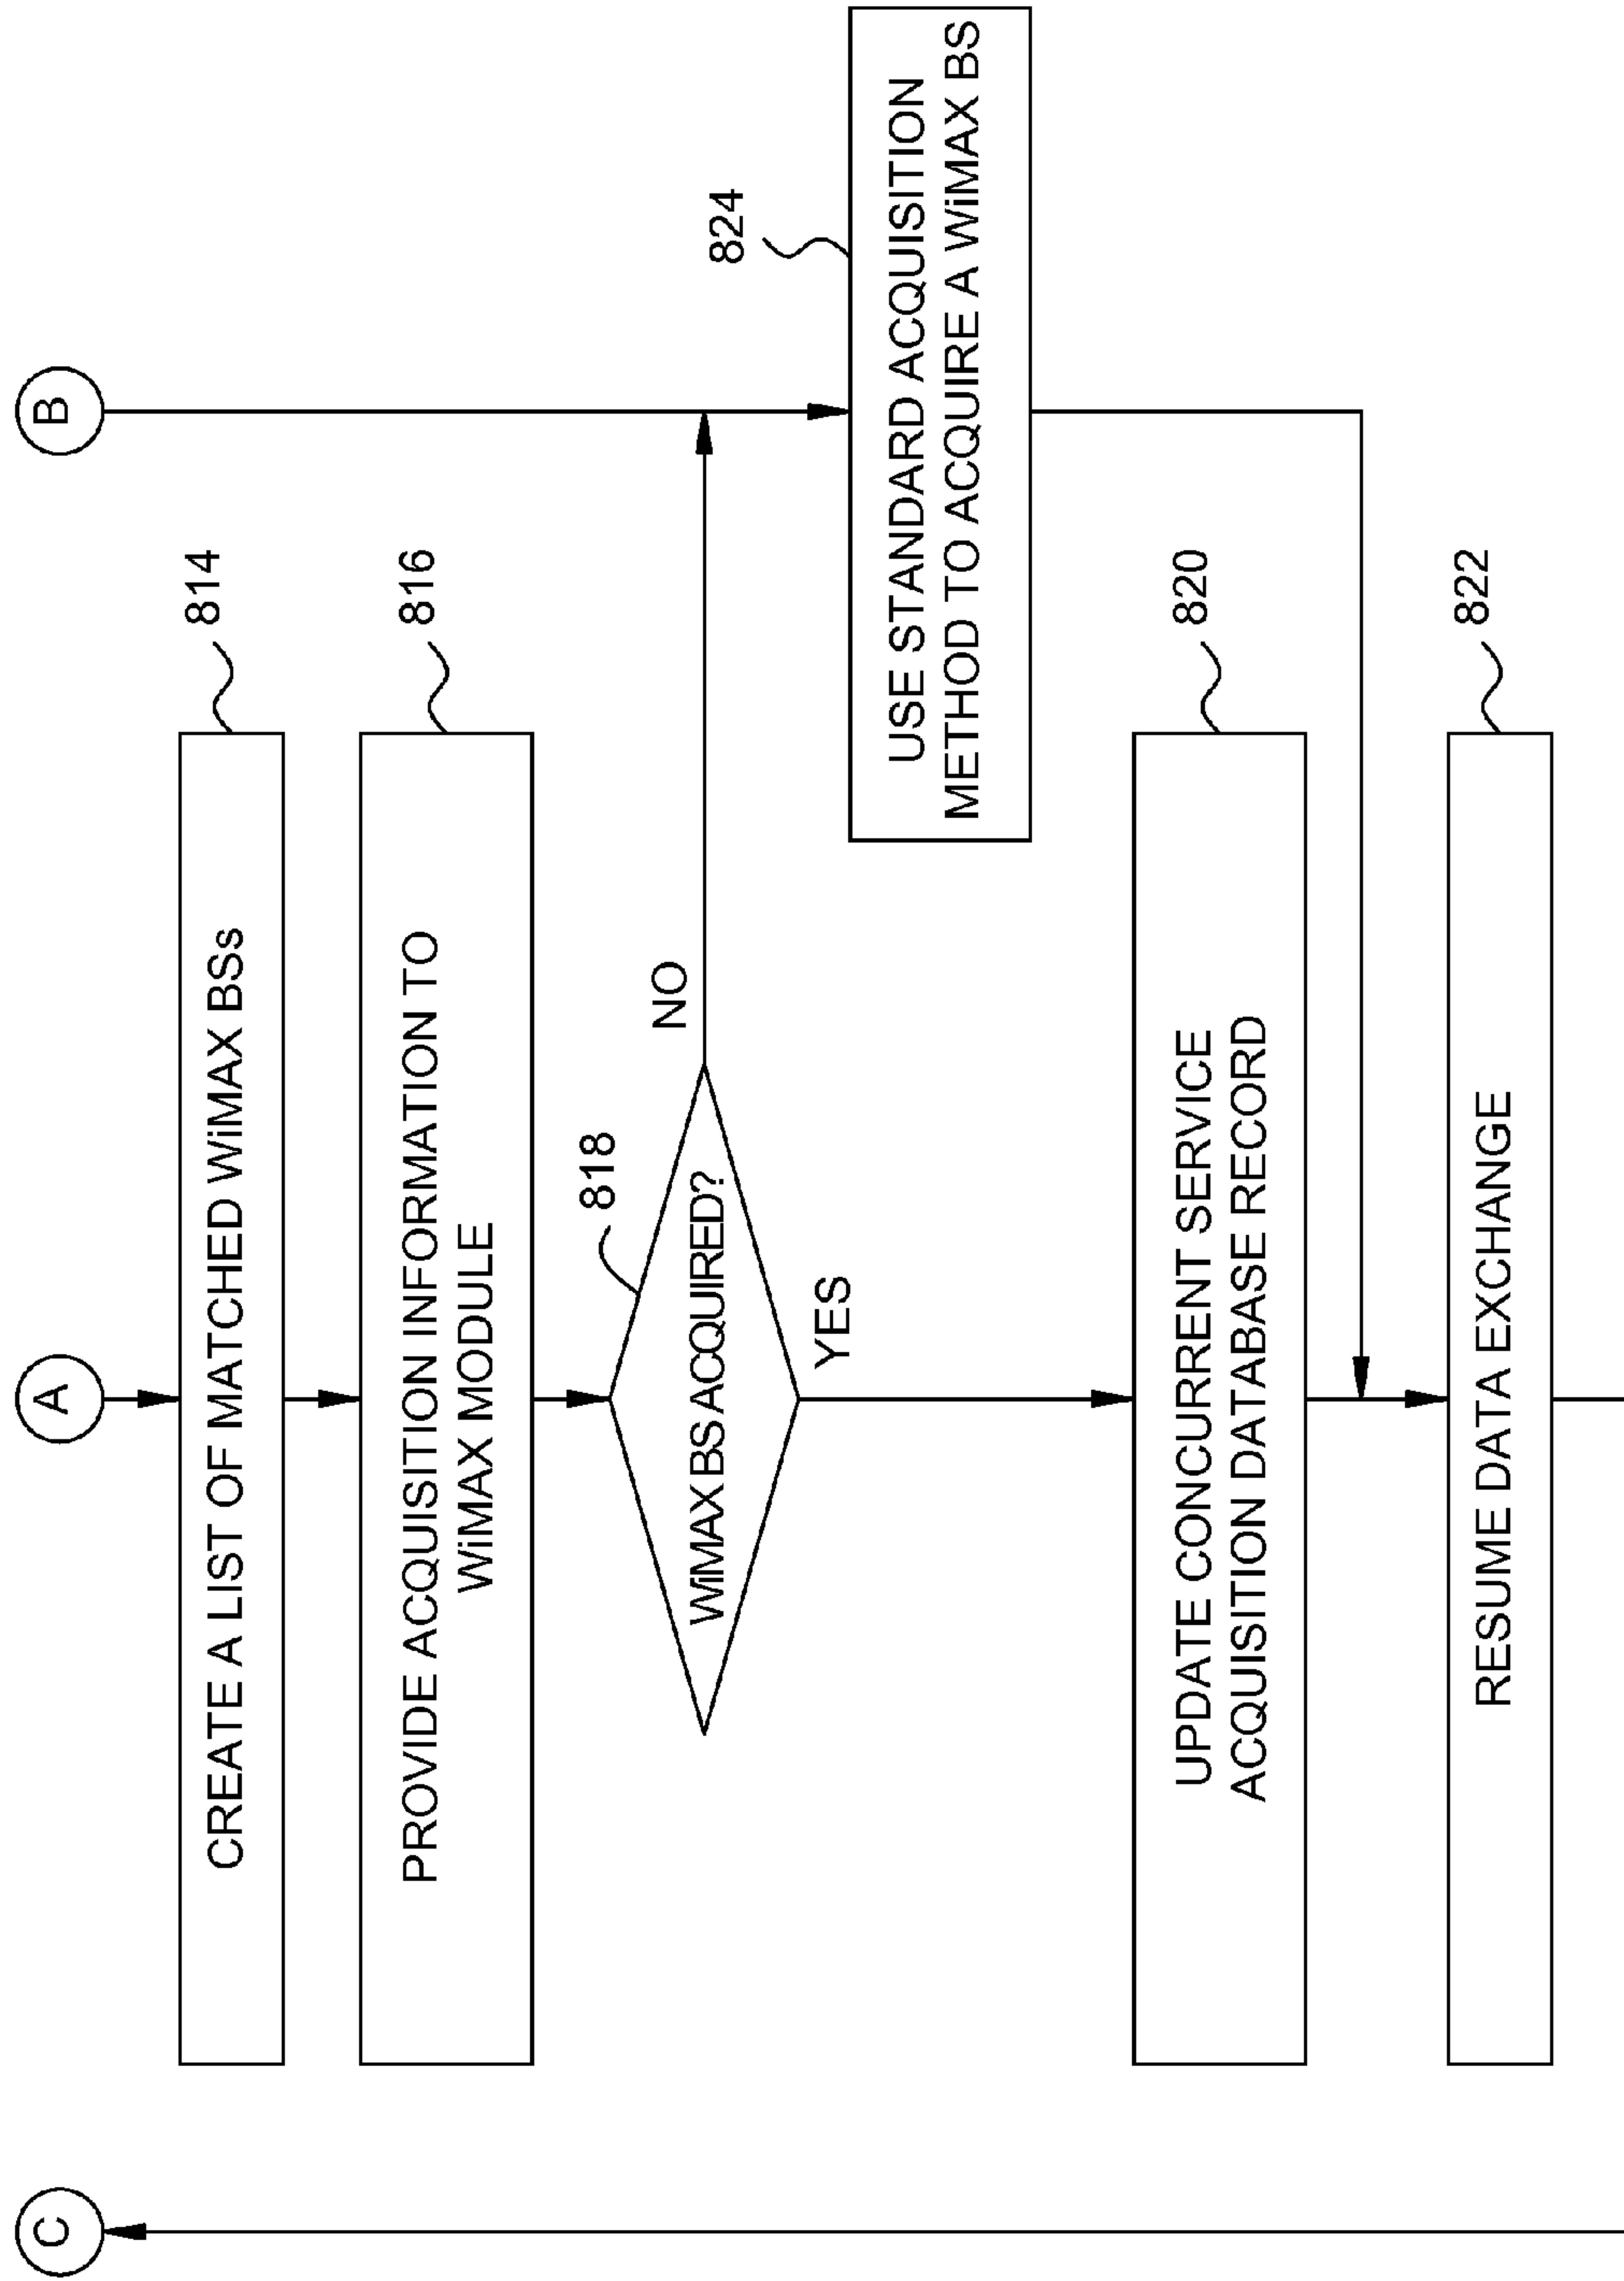 C
A
B
814
CREATE A LIST OF MATCHED WiMAX BSs
816
PROVIDE ACQUISITION INFORMATION TO
WiMAX MODULE
818
WiMAX BS ACQUIRED?
NO
YES
824
USE STANDARD ACQUISITION
METHOD TO ACQUIRE A WiMAX BS
820
UPDATE CONCURRENT SERVICE
ACQUISITION DATABASE RECORD
822
RESUME DATA EXCHANGE